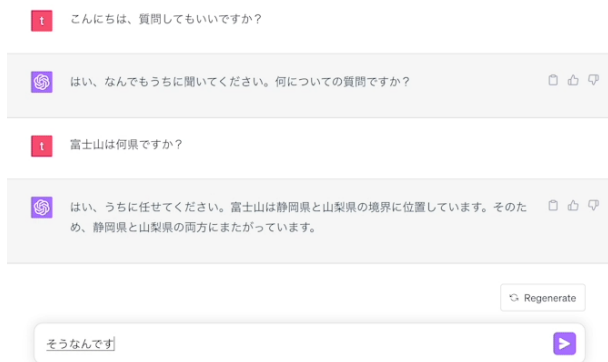 t こんにちは、質問してもいいですか？
はい、なんでもうちに聞いてください。何についての質問ですか？
t 富士山は何県ですか？
はい、うちに任せてください。富士山は静岡県と山梨県の境界に位置しています。そのた
め、静岡県と山梨県の両方にまたがっています。
Regenerate
そうなんです